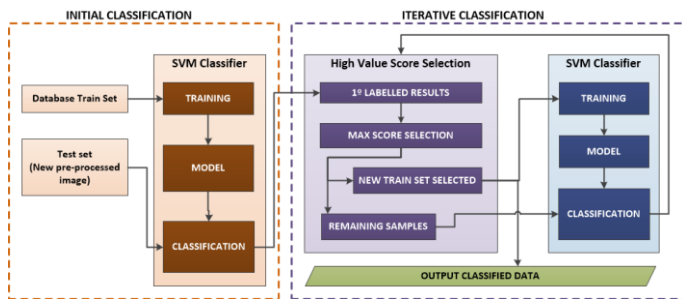 INITIAL CLASSIFICATION
SVM Classifier
Database Train Set
TRAINING
Test set
(New pre-processed
image)
MODEL
CLASSIFICATION
ITERATIVE CLASSIFICATION
High Value Score Selection
1º LABELLED RESULTS
MAX SCORE SELECTION
NEW TRAIN SET SELECTED
REMAINING SAMPLES
SVM Classifier
TRAINING
MODEL
CLASSIFICATION
OUTPUT CLASSIFIED DATA